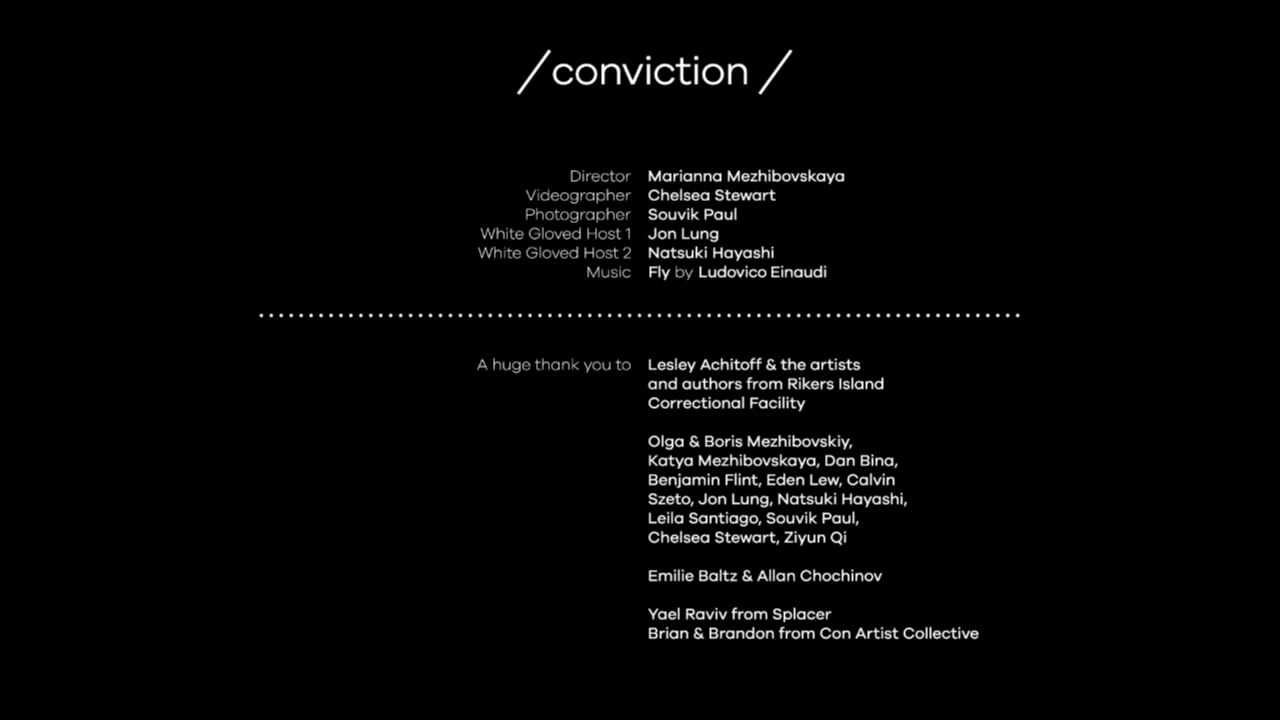 /conviction /
Director Marianna Mezhibovskaya
Videographer Chelsea Stewart
Photographer Souvik Paul
White Gloved Host 1 Jon Lung
White Gloved Host 2 Natsuki Hayashi
Music Fly by Ludovico Einaudi
A huge thank you to Lesley Achitoff & the artists
and authors from Rikers Island
Correctional Facility
Olga & Boris Mezhibovskiy,
Katya Mezhibovskaya, Dan Bina,
Benjamin Flint, Eden Lew, Calvin
Szeto, Jon Lung, Natsuki Hayashi,
Leila Santiago, Souvik Paul,
Chelsea Stewart, Ziyun Qi
Emilie Baltz & Allan Chochinov
Yael Raviv from Splacer
Brian & Brandon from Con Artist Collective